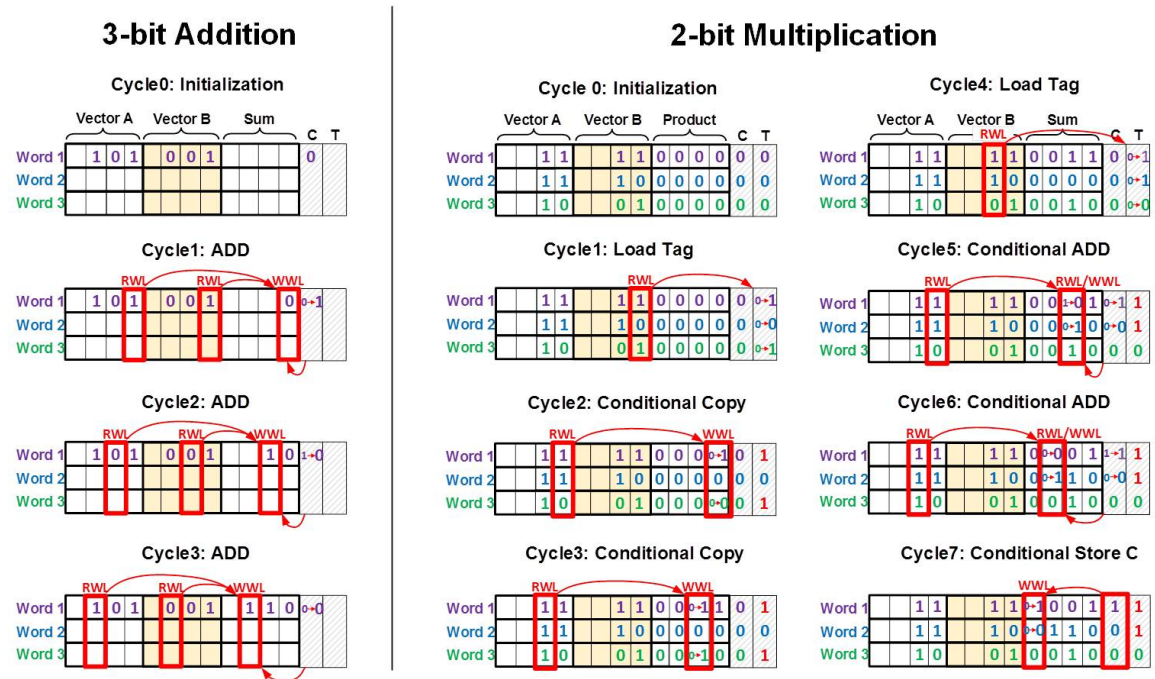 3-bit Addition
Cycle0: Initialization
Vector A Vector B Sum C T
Word 1 1 0 1 0 0 1 0
Word 2
Word 3
Cycle1: ADD
RWL RWL WWL
Word 1 1 0 1 0 0 1 0 0→1
Word 2
Word 3
Cycle2: ADD
RWL RWL WWL
Word 1 1 0 1 0 0 1 1 0 1→0
Word 2
Word 3
Cycle3: ADD
RWL RWL WWL
Word 1 1 0 1 0 0 1 1 1 0 0→0
Word 2
Word 3
2-bit Multiplication
Cycle 0: Initialization
Vector A Vector B Product C T
Word 1 1 1 1 1 0 0 0 0 0 0
Word 2 1 1 1 0 0 0 0 0 0 0
Word 3 1 0 0 1 0 0 0 0 0 0
Cycle1: Load Tag
RWL
Word 1 1 1 1 1 0 0 0 0 0 0→1
Word 2 1 1 1 0 0 0 0 0 0 0→0
Word 3 1 0 0 1 0 0 0 0 0 0→1
Cycle2: Conditional Copy
RWL WWL
Word 1 1 1 1 1 0 0 0 0→1 0 1
Word 2 1 1 1 0 0 0 0 0 0 0
Word 3 1 0 0 1 0 0 0 0→0 0 1
Cycle3: Conditional Copy
RWL WWL
Word 1 1 1 1 1 0 0 0→1 1 0 1
Word 2 1 1 1 0 0 0 0 0 0 0
Word 3 1 0 0 1 0 0 0→1 0 0 1
Cycle4: Load Tag
Vector A Vector B Sum C T
RWL
Word 1 1 1 1 1 0 0 1 1 0 0→1
Word 2 1 1 1 0 0 0 0 0 0 0→1
Word 3 1 0 0 1 0 0 1 0 0 0→0
Cycle5: Conditional ADD
RWL RWL/WWL
Word 1 1 1 1 1 0 0 1→0 1 0→1 1
Word 2 1 1 1 0 0 0 0→1 0 0→0 1
Word 3 1 0 0 1 0 0 1 0 0 0
Cycle6: Conditional ADD
RWL RWL/WWL
Word 1 1 1 1 1 0 0→0 0 1 1→1 1
Word 2 1 1 1 0 0 0→1 1 0 0→0 1
Word 3 1 0 0 1 0 0 1 0 0 0
Cycle7: Conditional Store C
WWL
Word 1 1 1 1 1 0→1 0 0 1 1 1
Word 2 1 1 1 0 0→0 1 1 0 0 1
Word 3 1 0 0 1 0 0 1 0 0 0